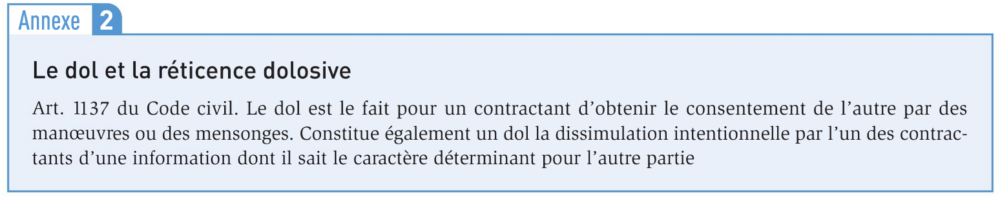 Annexe 2
Le dol et la réticence dolosive
Art. 1137 du Code civil. Le dol est le fait pour un contractant d’obtenir le consentement de l’autre par des
manœuvres ou des mensonges. Constitue également un dol la dissimulation intentionnelle par l’un des contrac-
tants d’une information dont il sait le caractère déterminant pour l’autre partie